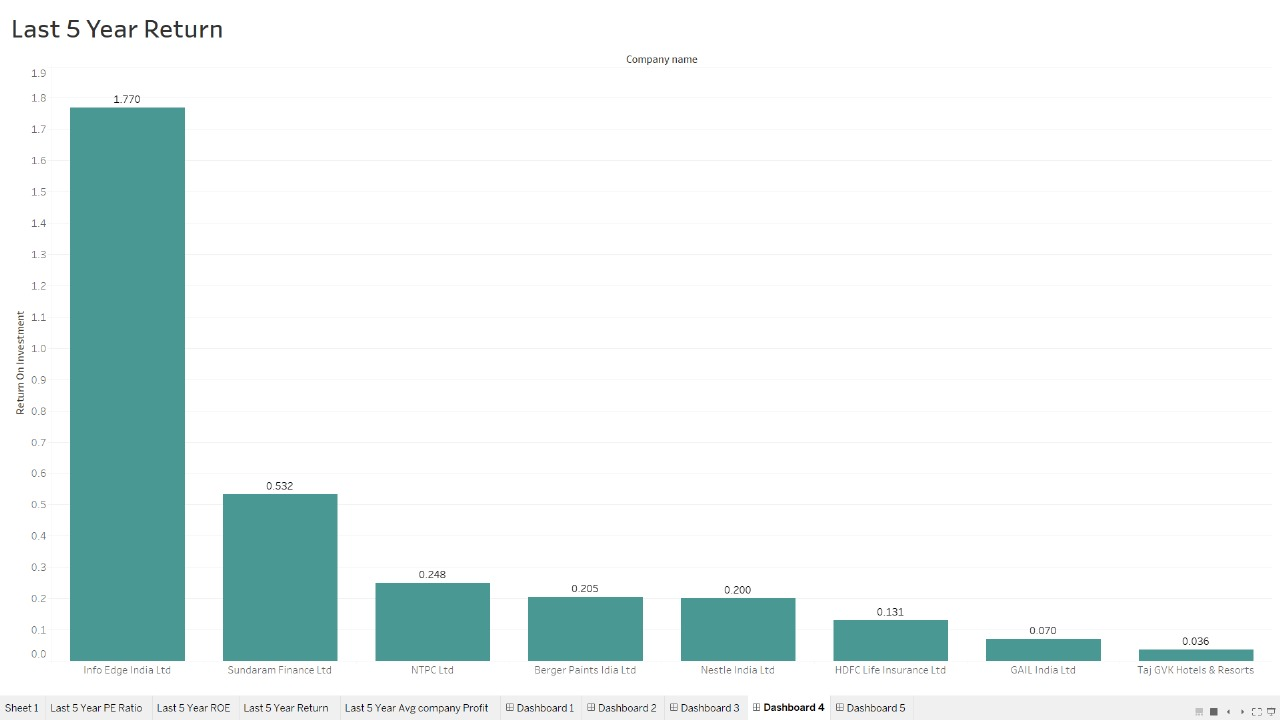 Last 5 Year Return
Company name
1.9
1.8
1.7
1.6
1.5
1.4
1.3
1.2
1.1
1.0
0.9
0.8
0.7
0.6
0.5
0.4
0.3
0.2
0.1
0.0
Return On Investment
1.770
0.532
0.248
0.205
0.200
0.131
0.070
0.036
Info Edge India Ltd
Sundaram Finance Ltd
NTPC Ltd
Berger Paints Idia Ltd
Nestle India Ltd
HDFC Life Insurance Ltd
GAIL India Ltd
Taj GVK Hotels & Resorts
Sheet 1
Last 5 Year PE Ratio
Last 5 Year ROE
Last 5 Year Return
Last 5 Year Avg company Profit
Dashboard 1
Dashboard 2
Dashboard 3
Dashboard 4
Dashboard 5